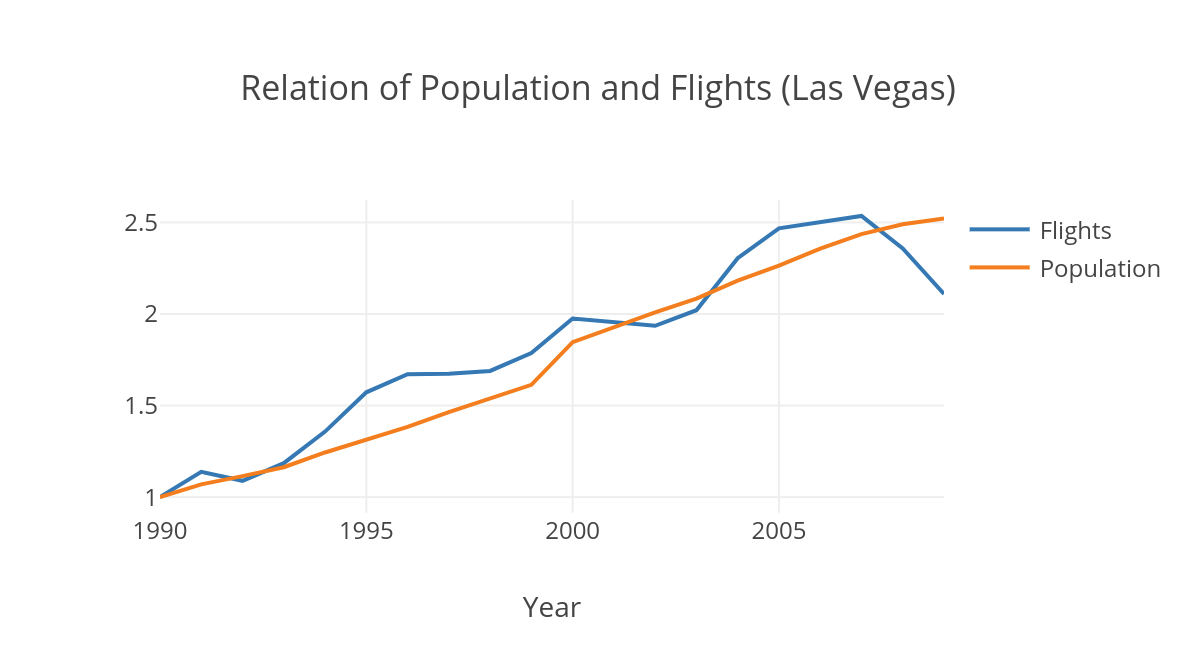 Relation of Population and Flights (Las Vegas)
2.5
2
1.5
1
1990
1995
2000
2005
Year
Flights
Population